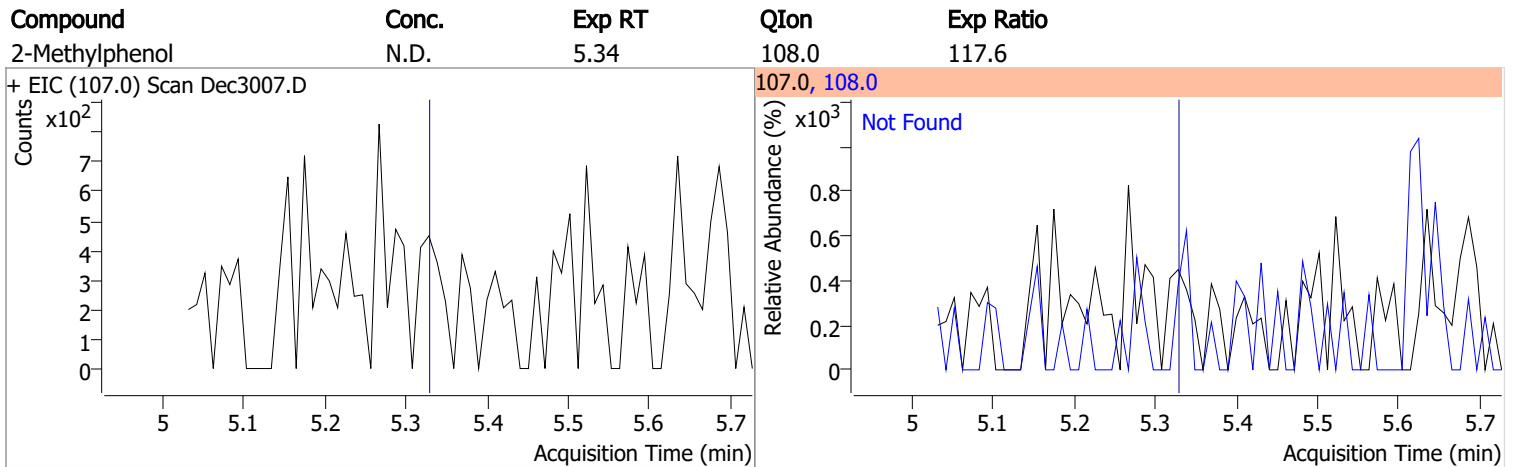 Compound Conc. Exp RT QIon Exp Ratio
2-Methylphenol N.D. 5.34 108.0 117.6
+ EIC (107.0) Scan Dec3007.D
Counts
x10²
7
6
5
4
3
2
1
0
5 5.1 5.2 5.3 5.4 5.5 5.6 5.7
Acquisition Time (min)
107.0, 108.0
Relative Abundance (%)
x10³
Not Found
0.8
0.6
0.4
0.2
0
5 5.1 5.2 5.3 5.4 5.5 5.6 5.7
Acquisition Time (min)